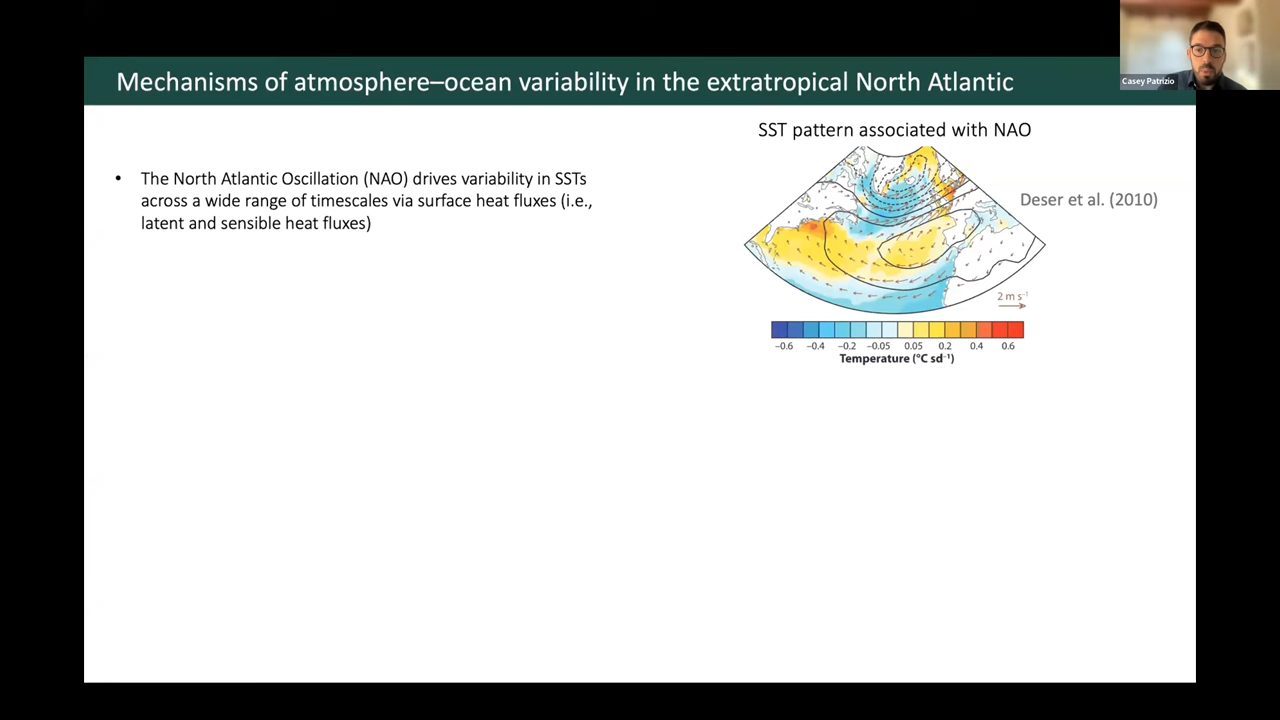 Casey Patrizio
Mechanisms of atmosphere–ocean variability in the extratropical North Atlantic
SST pattern associated with NAO
• The North Atlantic Oscillation (NAO) drives variability in SSTs
across a wide range of timescales via surface heat fluxes (i.e.,
latent and sensible heat fluxes)
Deser et al. (2010)
2 m s⁻¹
−0.6 −0.4 −0.2 −0.05 0.05 0.2 0.4 0.6
Temperature (°C sd⁻¹)